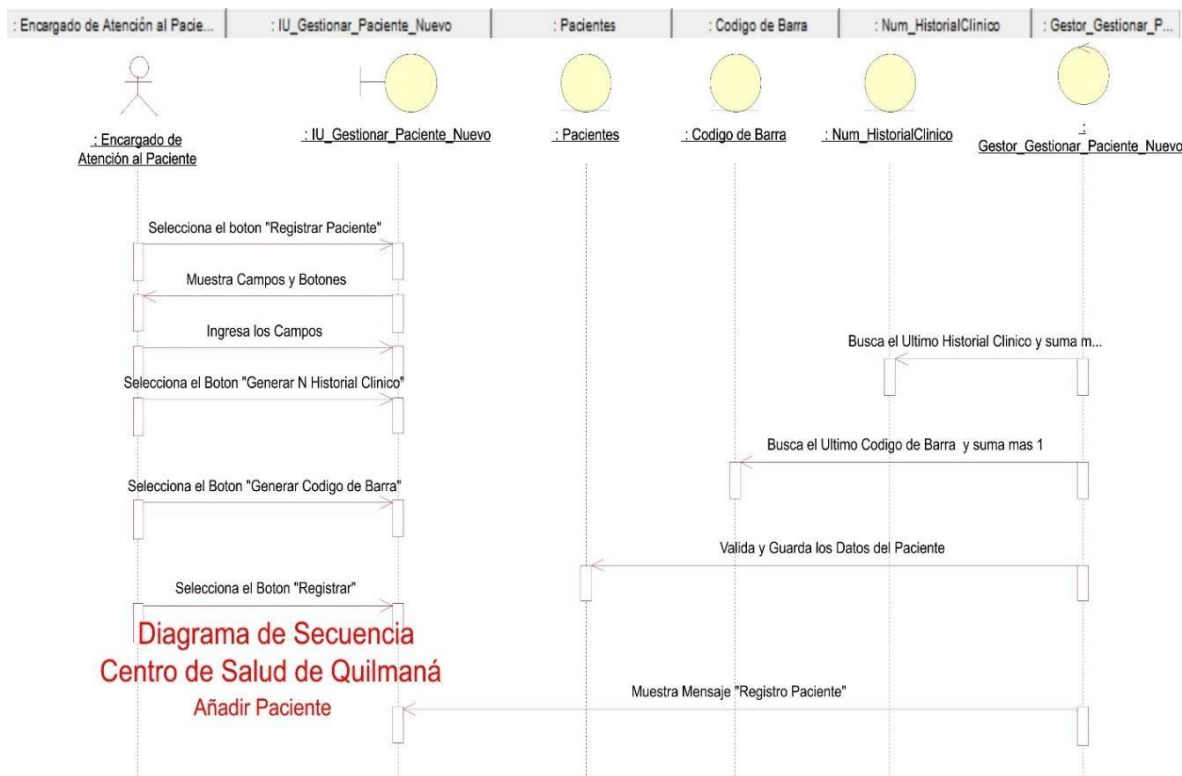 : Encargado de Atención al Pacie...
: IU_Gestionar_Paciente_Nuevo
: Pacientes
: Codigo de Barra
: Num_HistorialClinico
: Gestor_Gestionar_P...
: Encargado de
Atención al Paciente
: IU_Gestionar_Paciente_Nuevo
: Pacientes
: Codigo de Barra
: Num_HistorialClinico
:
Gestor_Gestionar_Paciente_Nuevo
Selecciona el boton "Registrar Paciente"
Muestra Campos y Botones
Ingresa los Campos
Busca el Ultimo Historial Clinico y suma m...
Selecciona el Boton "Generar N Historial Clinico"
Busca el Ultimo Codigo de Barra y suma mas 1
Selecciona el Boton "Generar Codigo de Barra"
Valida y Guarda los Datos del Paciente
Selecciona el Boton "Registrar"
Diagrama de Secuencia
Centro de Salud de Quilmaná
Añadir Paciente
Muestra Mensaje "Registro Paciente"